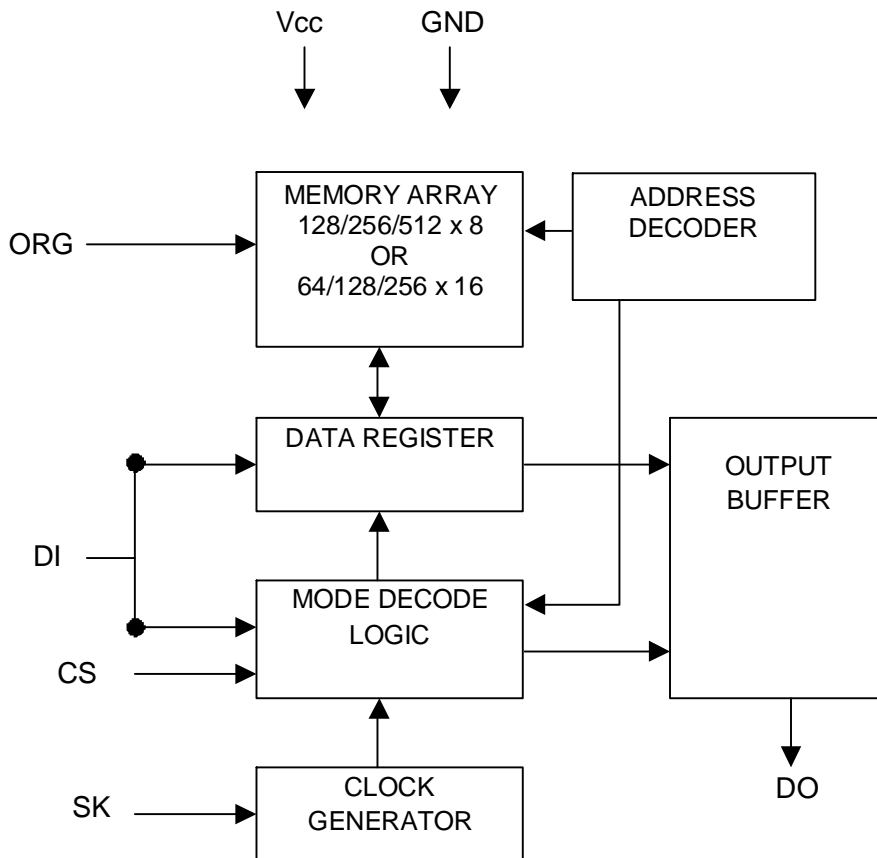 Vcc
GND
MEMORY ARRAY
128/256/512 x 8
OR
64/128/256 x 16
ADDRESS
DECODER
ORG
DATA REGISTER
OUTPUT
BUFFER
DI
MODE DECODE
LOGIC
CS
CLOCK
GENERATOR
SK
DO